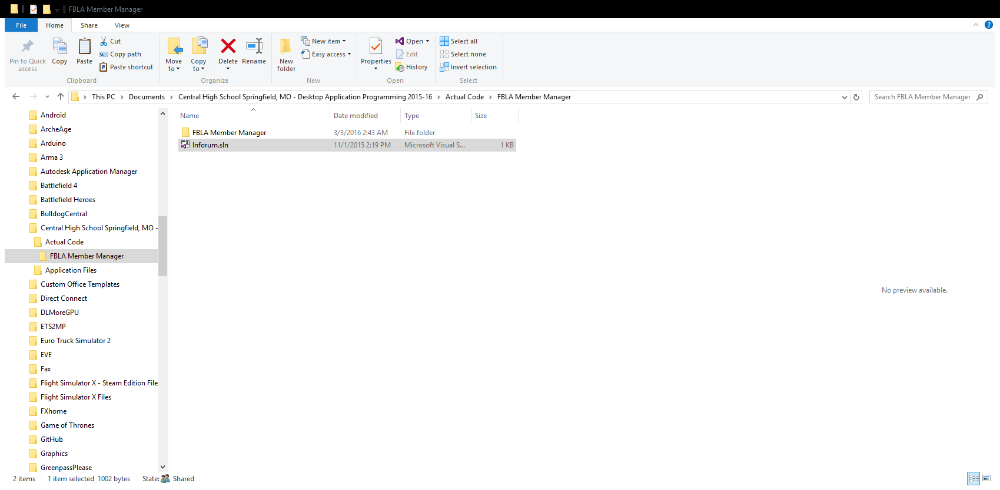 FBLA Member Manager
File Home Share View
Pin to Quick access
Copy
Paste
Cut
Copy path
Paste shortcut
Clipboard
Move to
Copy to
Delete
Rename
Organize
New folder
New item
Easy access
New
Properties
Open
Edit
History
Open
Select all
Select none
Invert selection
Select
This PC > Documents > Central High School Springfield, MO - Desktop Application Programming 2015-16 > Actual Code > FBLA Member Manager
Search FBLA Member Manager
Android
ArcheAge
Arduino
Arma 3
Autodesk Application Manager
Battlefield 4
Battlefield Heroes
BulldogCentral
Central High School Springfield, MO -
Actual Code
FBLA Member Manager
Application Files
Custom Office Templates
Direct Connect
DLMoreGPU
ETS2MP
Euro Truck Simulator 2
EVE
Fax
Flight Simulator X - Steam Edition File
Flight Simulator X Files
FXhome
Game of Thrones
GitHub
Graphics
GreenpassPlease
Name Date modified Type Size
FBLA Member Manager 3/3/2016 2:43 AM File folder
Inforum.sln 11/1/2015 2:19 PM Microsoft Visual S... 1 KB
No preview available.
2 items 1 item selected 1002 bytes State: Shared